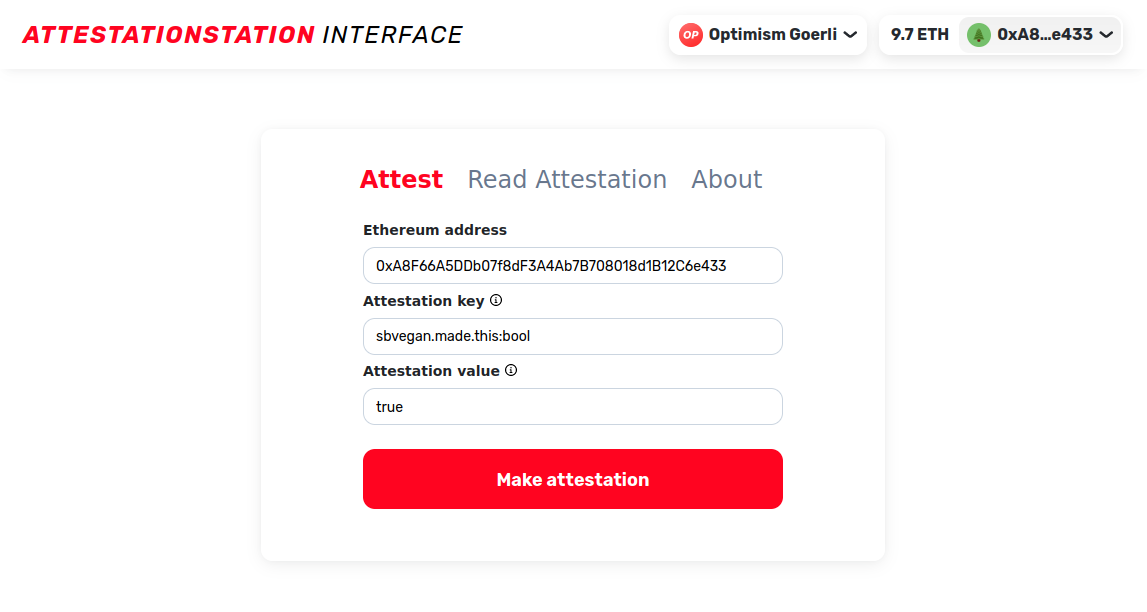 ATTESTATIONSTATION INTERFACE
OP Optimism Goerli
9.7 ETH 0xA8...e433
Attest Read Attestation About
Ethereum address
0xA8F66A5DDb07f8dF3A4Ab7B708018d1B12C6e433
Attestation key
sbvegan.made.this:bool
Attestation value
true
Make attestation